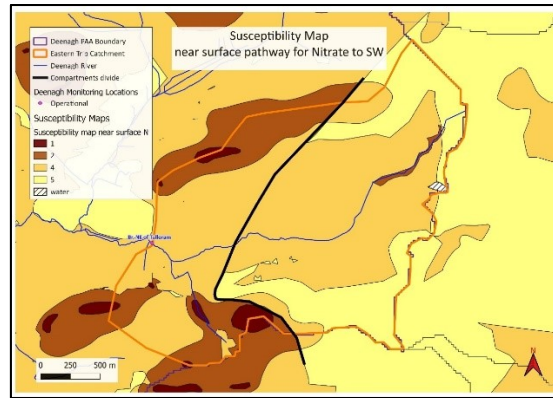 Susceptibility Map
near surface pathway for Nitrate to SW
Deenagh PAA Boundary
Eastern Trib Catchment
Deenagh River
Compartments divide
Deenagh Monitoring Locations
Operational
Susceptibility Maps
Susceptibility map near surface N
1
2
4
5
water
0 250 500 m
N